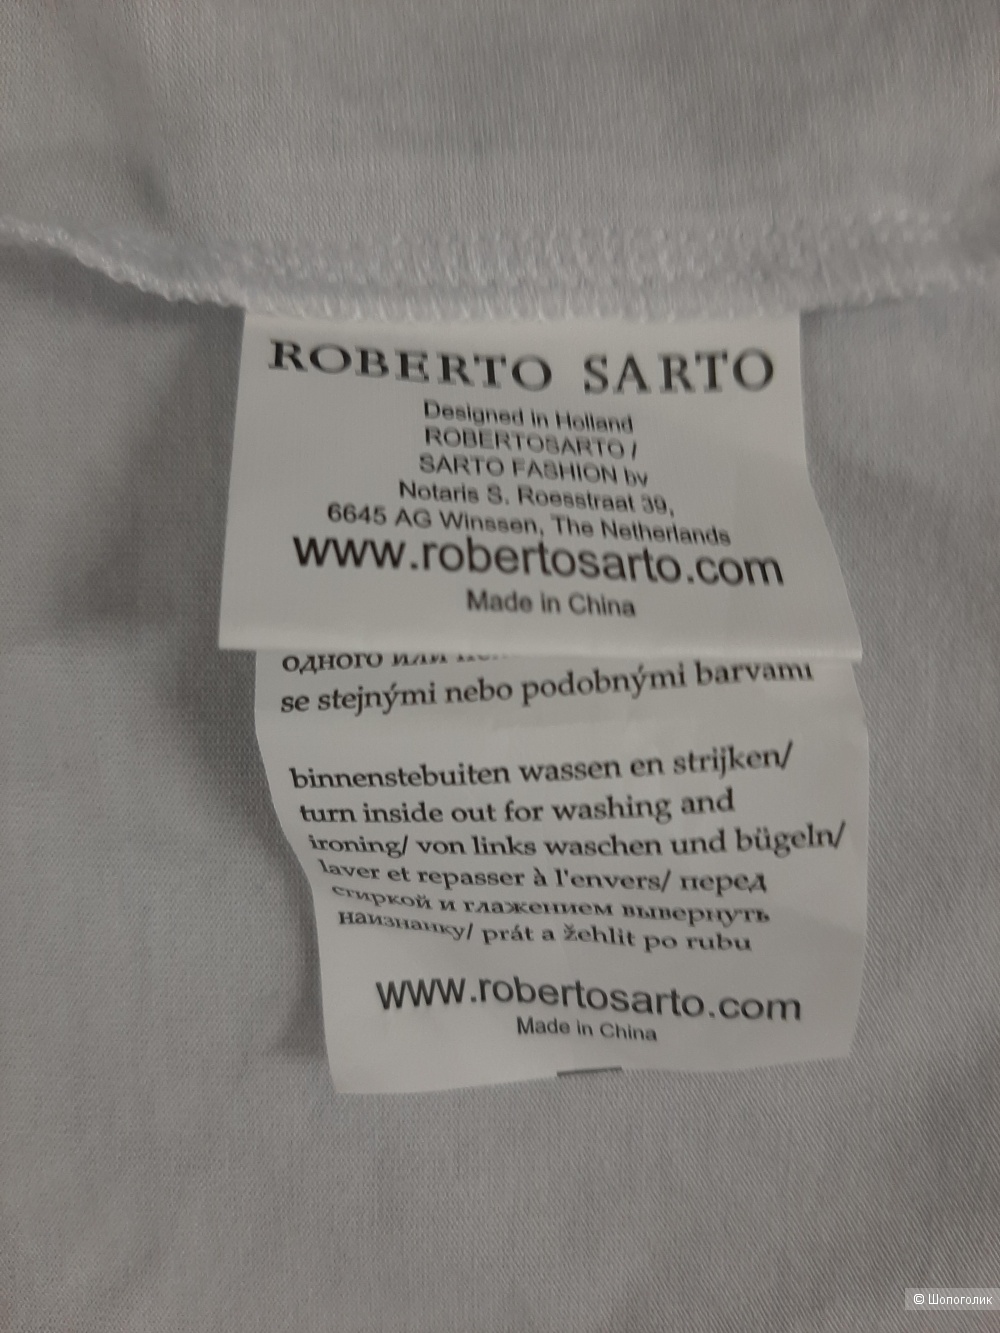 ROBERTO SARTO
Designed in Holland
ROBERTOSARTO /
SARTO FASHION bv
Notaris S. Roesstraat 39,
6645 AG Winssen, The Netherlands
www.robertosarto.com
Made in China
одного или
se stejnými nebo podobnými barvami
binnenstebuiten wassen en strijken/
turn inside out for washing and
ironing/ von links waschen und bügeln/
laver et repasser à l'envers/ перед
стиркой и глажением вывернуть
наизнанку/ prát a žehlit po rubu
www.robertosarto.com
Made in China
© Шопоголик